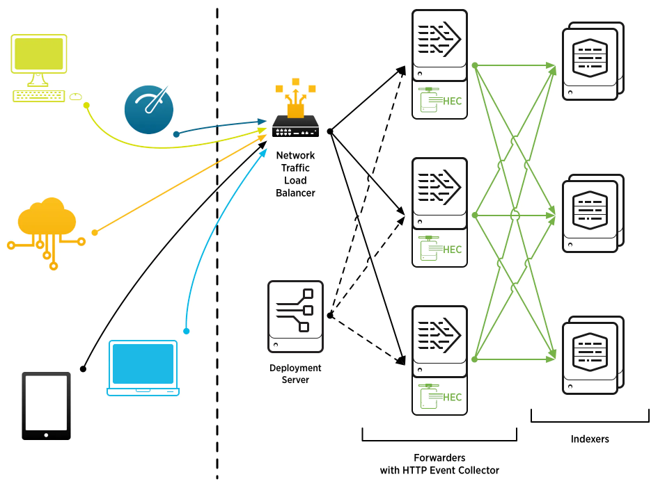 HEC
Network
Traffic
Load
Balancer
HEC
Deployment
Server
HEC
Forwarders
with HTTP Event Collector
Indexers